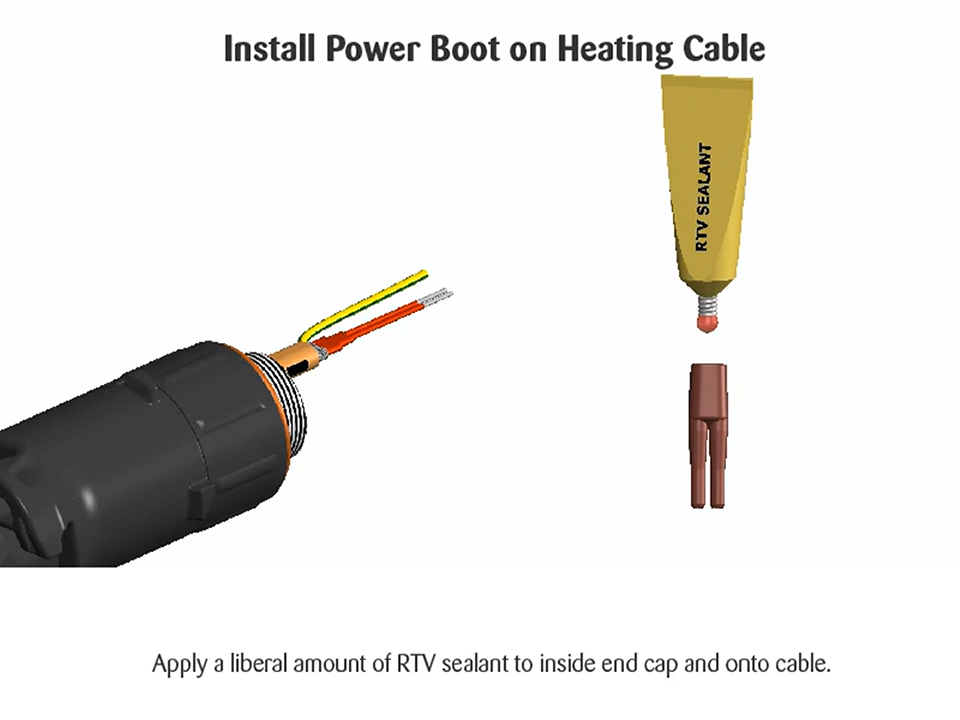 Install Power Boot on Heating Cable
RTV SEALANT
Apply a liberal amount of RTV sealant to inside end cap and onto cable.